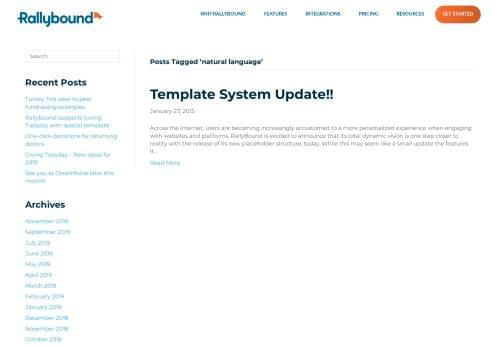 Rallybound
WHY RALLYBOUND
FEATURES
INTEGRATIONS
PRICING
RESOURCES
GET STARTED
Search
Recent Posts
Turkey Trot peer to peer
fundraising examples
Rallybound supports Giving
Tuesday with special template
One-click donations for returning
donors
Giving Tuesday – New ideas for
2019
See you at Dreamforce later this
month!
Archives
November 2019
September 2019
July 2019
June 2019
May 2019
April 2019
March 2019
February 2019
January 2019
December 2018
November 2018
October 2018
Posts Tagged ‘natural language’
Template System Update!!
January 27, 2015
Across the Internet, users are becoming increasingly accustomed to a more personalized experience when engaging
with websites and platforms. RallyBound is excited to announce that its total dynamic vision is one step closer to
reality with the release of its new placeholder structure, today. While this may seem like a small update the features
it...
Read More